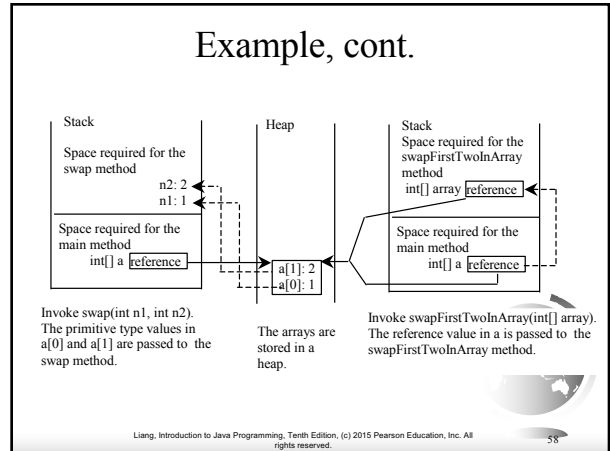 Example, cont.
Stack
Space required for the
swap method
n2: 2
n1: 1
Space required for the
main method
int[] a reference
Invoke swap(int n1, int n2).
The primitive type values in
a[0] and a[1] are passed to the
swap method.
Heap
a[1]: 2
a[0]: 1
The arrays are
stored in a
heap.
Stack
Space required for the
swapFirstTwoInArray
method
int[] array reference
Space required for the
main method
int[] a reference
Invoke swapFirstTwoInArray(int[] array).
The reference value in a is passed to the
swapFirstTwoInArray method.
Liang, Introduction to Java Programming, Tenth Edition, (c) 2015 Pearson Education, Inc. All
rights reserved.
58